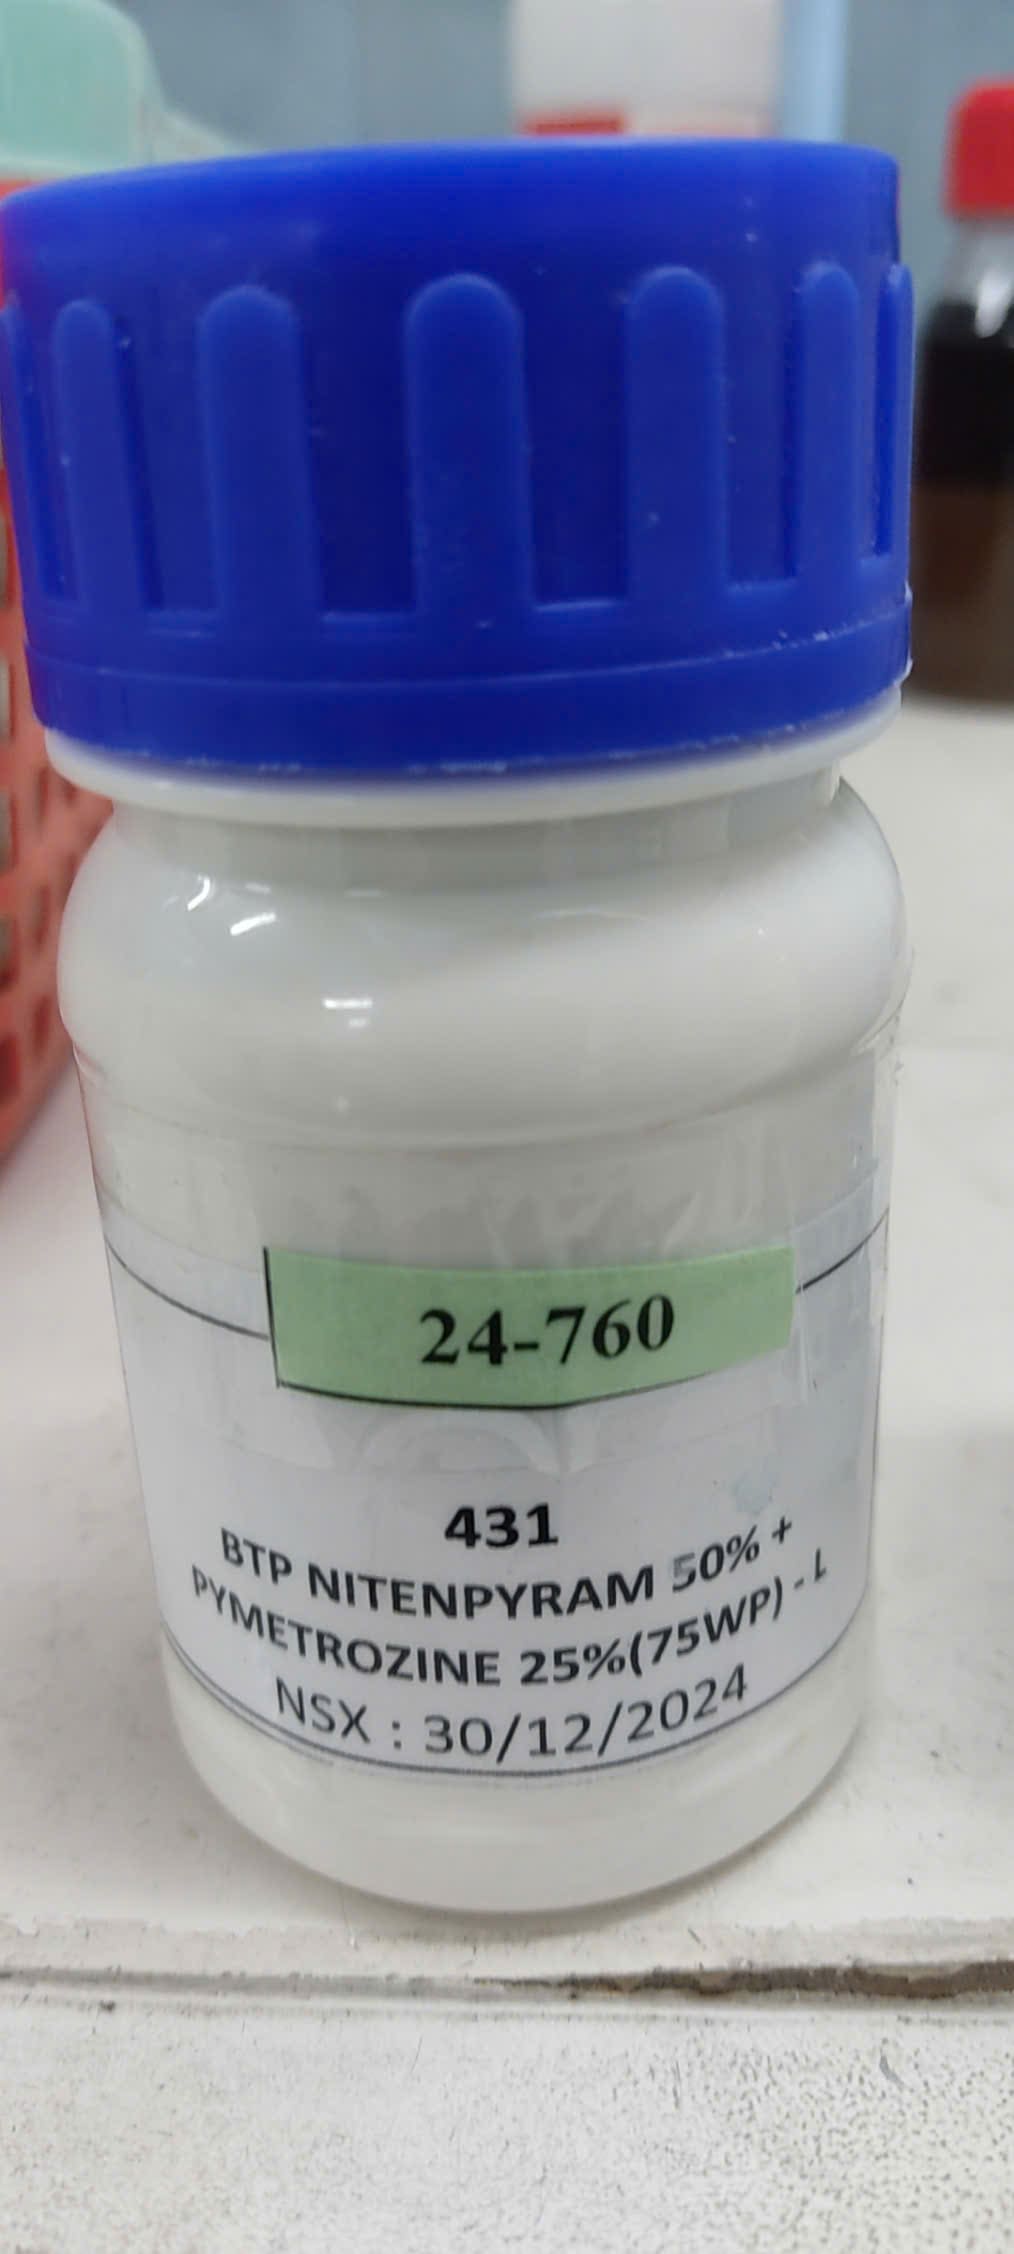 24-760
431
BTP NITENPYRAM 50% +
PYMETROZINE 25%(75WP) - L
NSX : 30/12/2024